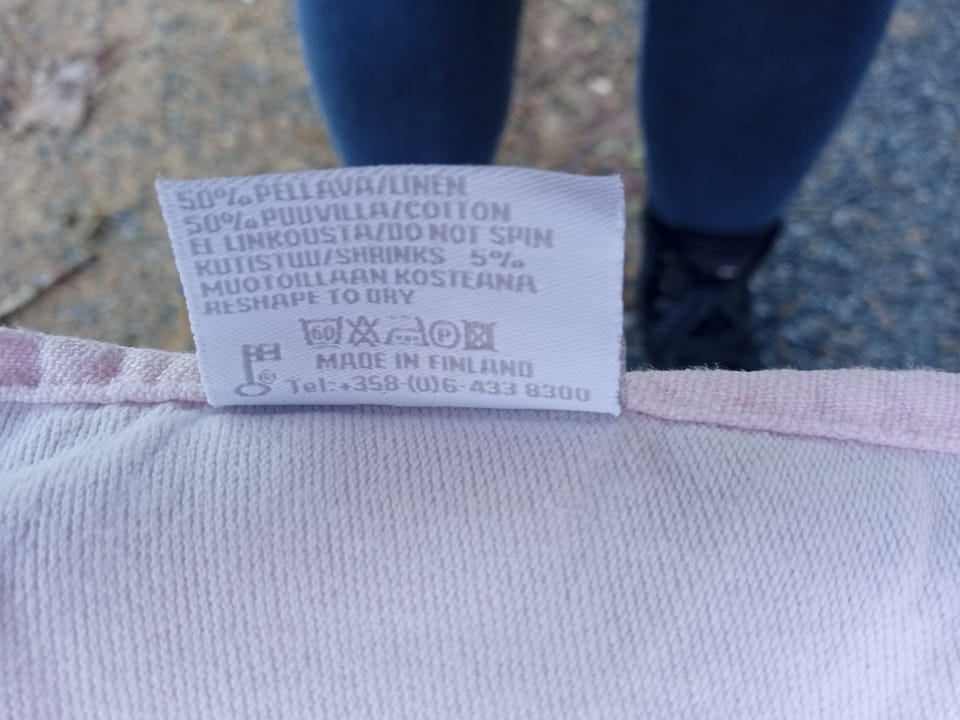 50% PELLAVA/LINEN
50% PUUVILLA/COTTON
EI LINKOUSTA/DO NOT SPIN
KUTISTUU/SHRINKS 5%
MUOTOILLAAN KOSTEANA
RESHAPE TO DRY
60 P
MADE IN FINLAND
Tel: +358-(0)6-433 8300